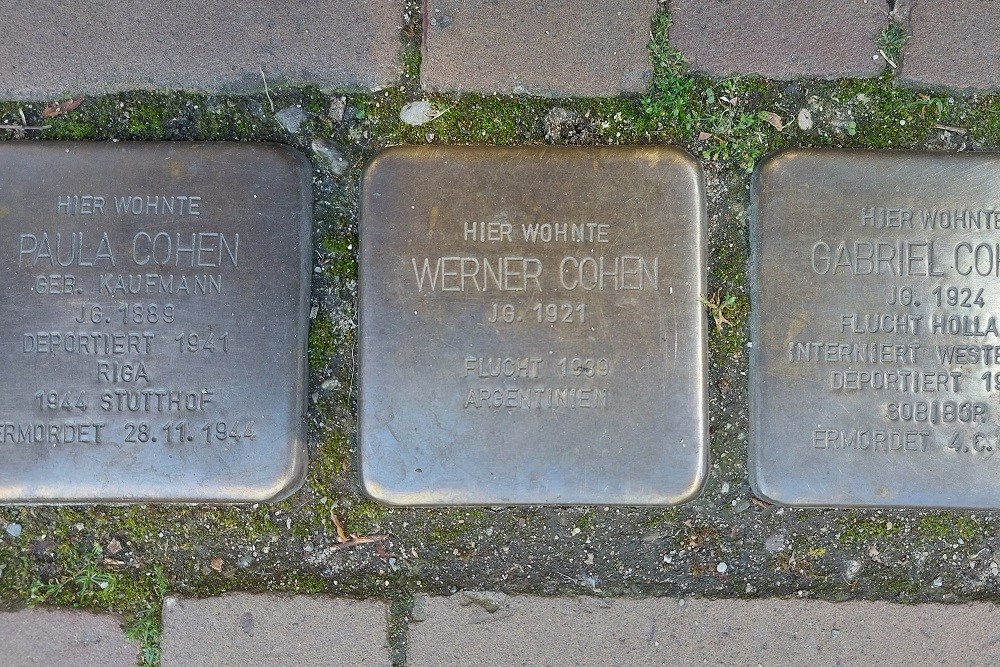 HIER WOHNTE
PAULA COHEN
GEB. KAUFMANN
JG. 1889
DEPORTIERT 1941
RIGA
1944 STUTTHOF
ERMORDET 28.11.1944
HIER WOHNTE
WERNER COHEN
JG. 1921
FLUCHT 1939
ARGENTINIEN
HIER WOHNTE
GABRIEL
JG. 1924
FLUCHT
INTERNIERT
DEPORTIERT
SOBIBOR
ERMORDET